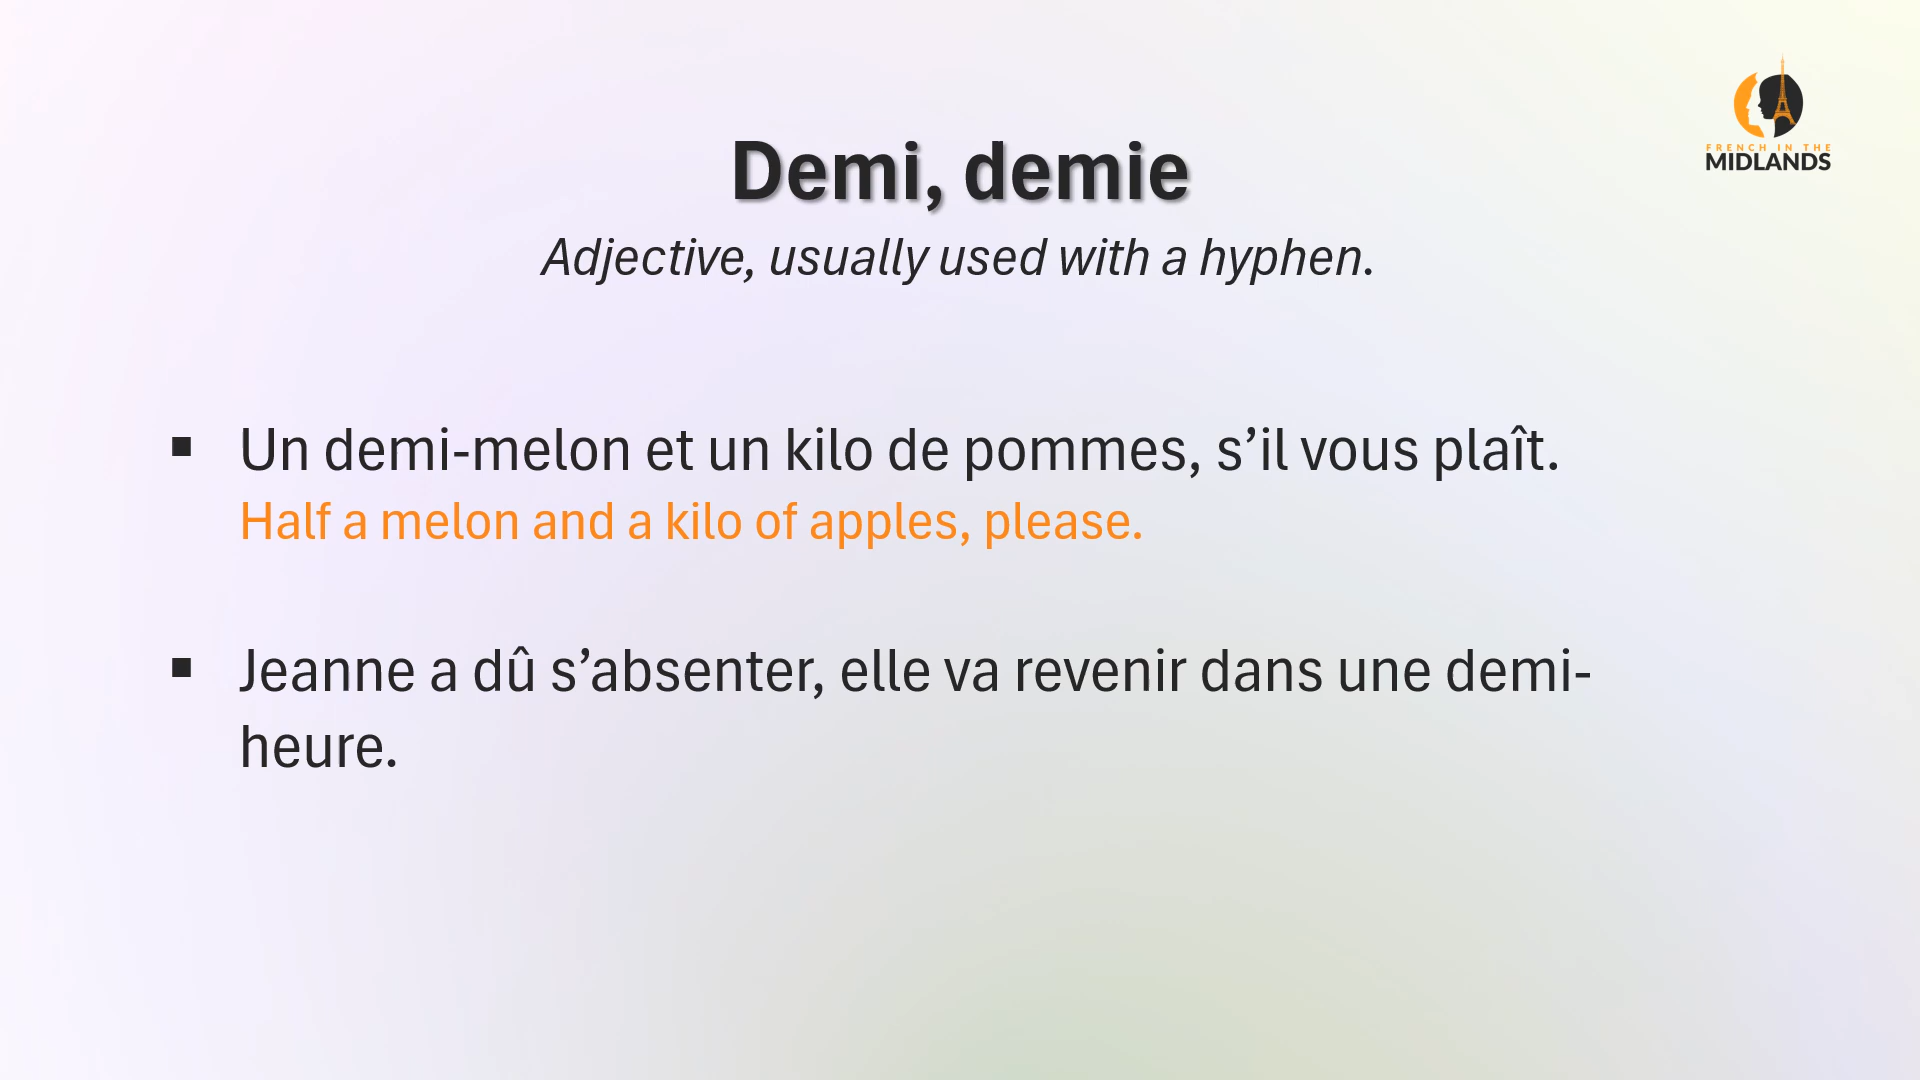 FRENCH IN THE
MIDLANDS
Demi, demie
Adjective, usually used with a hyphen.
▪ Un demi-melon et un kilo de pommes, s’il vous plaît.
Half a melon and a kilo of apples, please.
▪ Jeanne a dû s’absenter, elle va revenir dans une demi-
heure.